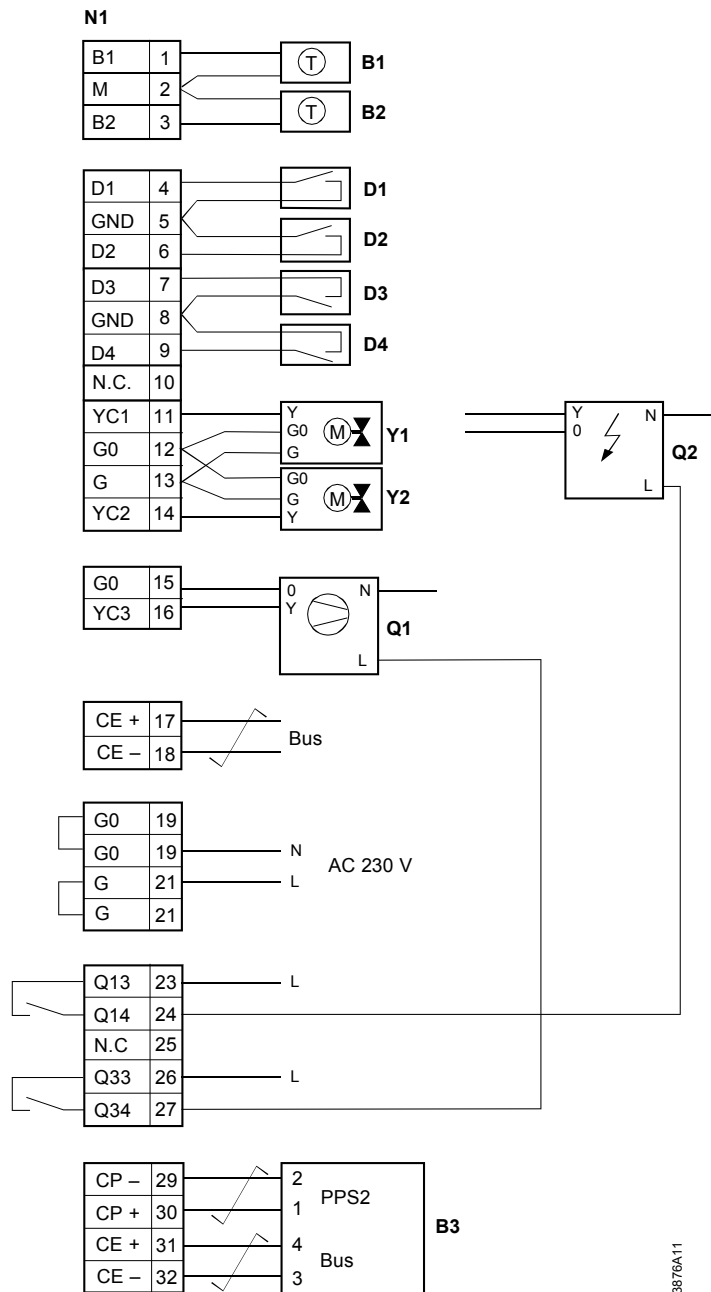 N1
B1 1
M 2
B2 3
T B1
T B2
D1 4
GND 5
D2 6
D3 7
GND 8
D4 9
N.C. 10
YC1 11
G0 12
G 13
YC2 14
D1
D2
D3
D4
Y
G0 M Y1
G
G0
G M Y2
Y
Y N
0
Q2
L
G0 15
YC3 16
0 N
Y
Q1
L
CE + 17
CE – 18
Bus
G0 19
G0 19 N
G 21 L
G 21
AC 230 V
Q13 23 L
Q14 24
N.C 25
Q33 26 L
Q34 27
CP – 29 2
CP + 30 1
PPS2
CE + 31 4
CE – 32 3
Bus
B3
3876A11